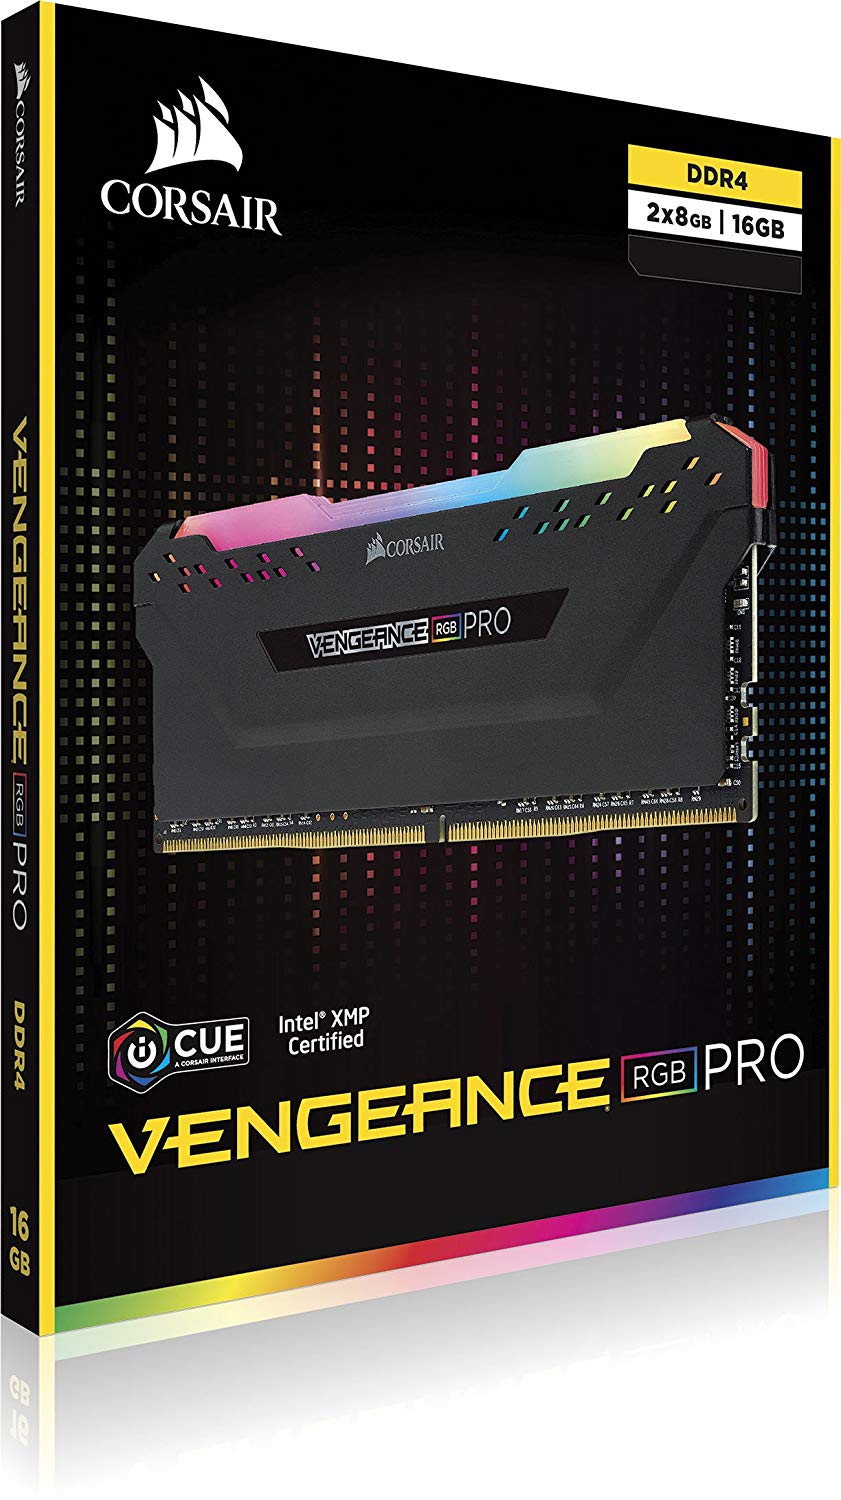 CORSAIR
VENGEANCE RGB PRO
DDR4
16
GB
CORSAIR
DDR4
2x8GB | 16GB
CORSAIR
VENGEANCE RGB PRO
CUE
A CORSAIR INTERFACE
Intel® XMP
Certified
VENGEANCE® RGB PRO